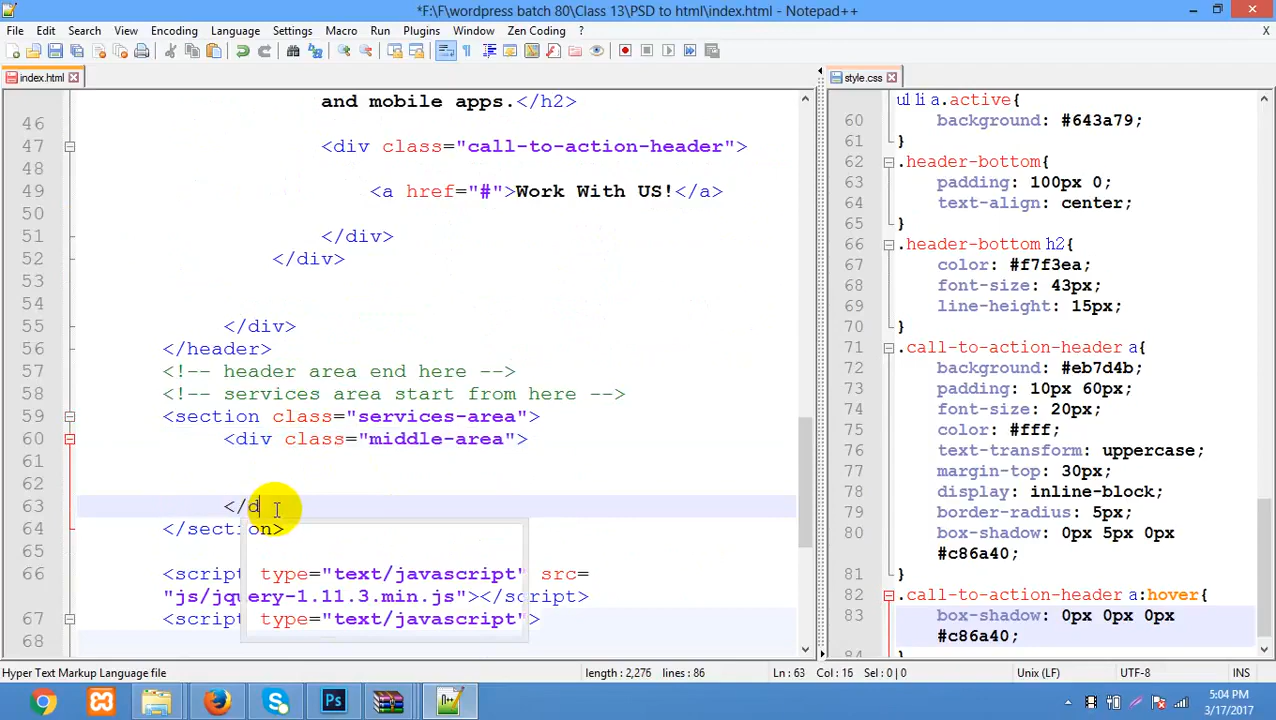 *F:\F\wordpress batch 80\Class 13\PSD to html\index.html - Notepad++
File Edit Search View Encoding Language Settings Macro Run Plugins Window Zen Coding ? X
index.html
and mobile apps.</h2>
46
47 <div class="call-to-action-header">
48
49 <a href="#">Work With US!</a>
50
51 </div>
52 </div>
53
54
55 </div>
56 </header>
57 <!-- header area end here -->
58 <!-- services area start from here -->
59 <section class="services-area">
60 <div class="middle-area">
61
62
63 </d
64 </section>
65
66 <script type="text/javascript" src=
"js/jquery-1.11.3.min.js"></script>
67 <script type="text/javascript">
68
style.css
ul li a.active{
60 background: #643a79;
61 }
62 .header-bottom{
63 padding: 100px 0;
64 text-align: center;
65 }
66 .header-bottom h2{
67 color: #f7f3ea;
68 font-size: 43px;
69 line-height: 15px;
70 }
71 .call-to-action-header a{
72 background: #eb7d4b;
73 padding: 10px 60px;
74 font-size: 20px;
75 color: #fff;
76 text-transform: uppercase;
77 margin-top: 30px;
78 display: inline-block;
79 border-radius: 5px;
80 box-shadow: 0px 5px 0px
#c86a40;
81 }
82 .call-to-action-header a:hover{
83 box-shadow: 0px 0px 0px
#c86a40;
84 }
Hyper Text Markup Language file length : 2,276 lines : 86 Ln : 63 Col : 16 Sel : 0 | 0 Unix (LF) UTF-8 INS
Ps
5:04 PM
3/17/2017